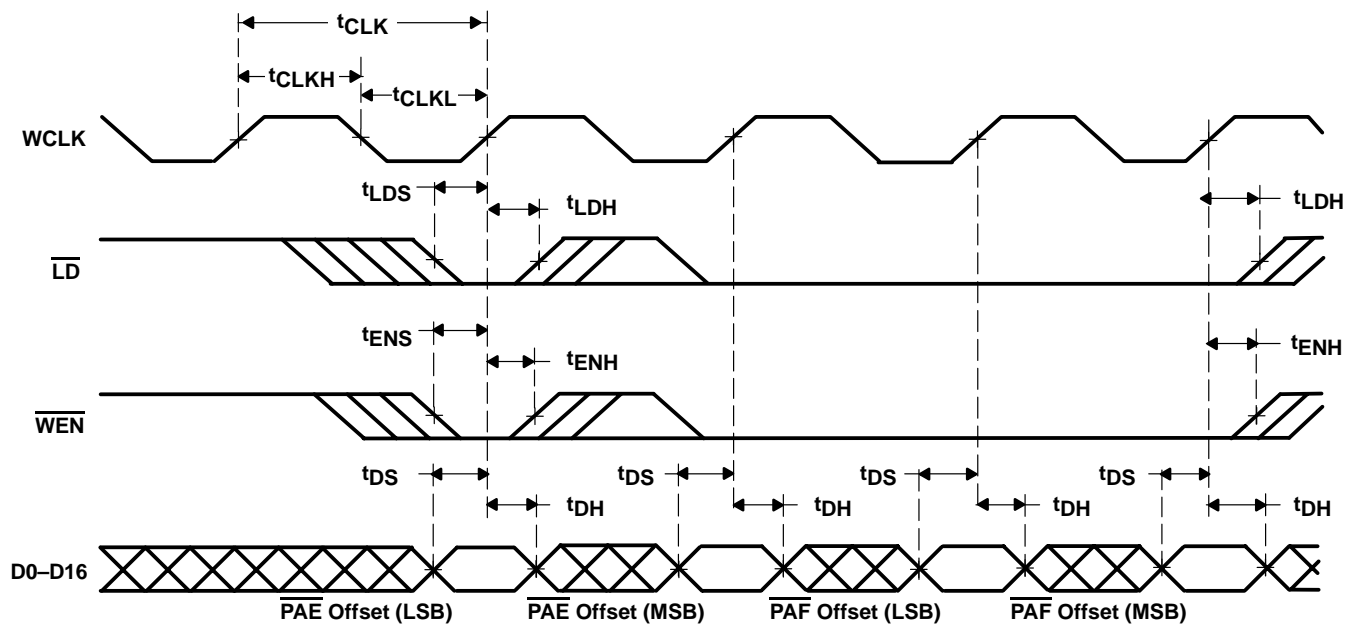 tCLK
tCLKH
tCLKL
WCLK
tLDS
tLDH
tLDH
LD
tENS
tENH
tENH
WEN
tDS
tDS
tDS
tDS
tDH
tDH
tDH
tDH
D0–D16
PAE Offset (LSB)
PAE Offset (MSB)
PAF Offset (LSB)
PAF Offset (MSB)